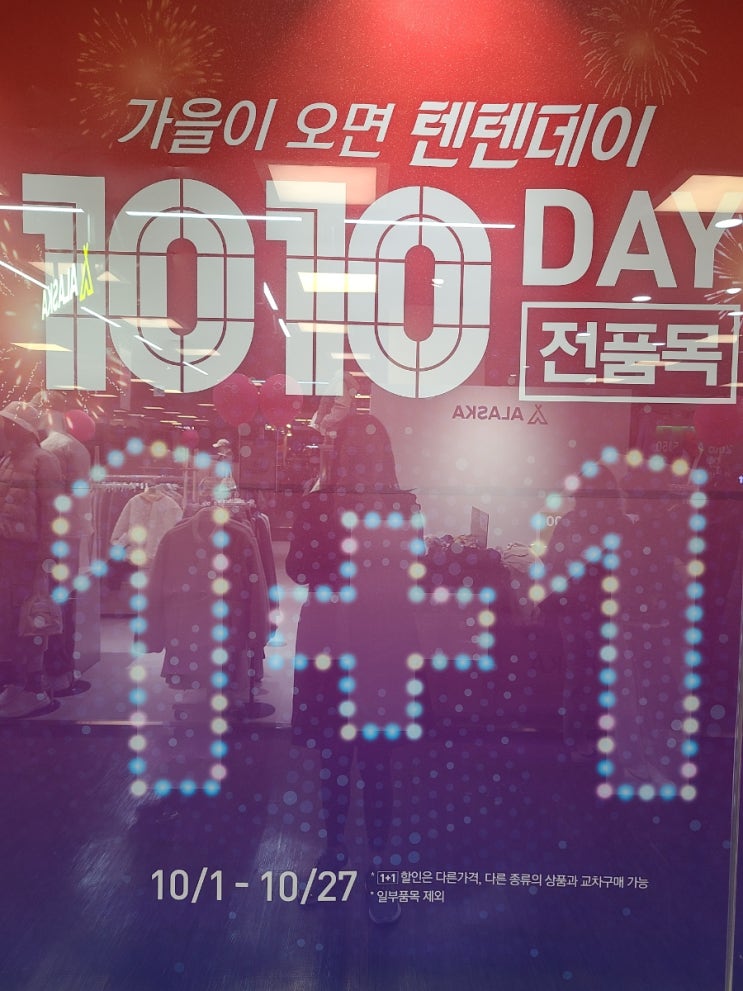 가을이 오면 텐텐데이
1010 DAY
전품목
ALASKA
ALASKA
1+1
10/1 - 10/27
* 1+1 할인은 다른가격, 다른 종류의 상품과 교차구매 가능
* 일부품목 제외